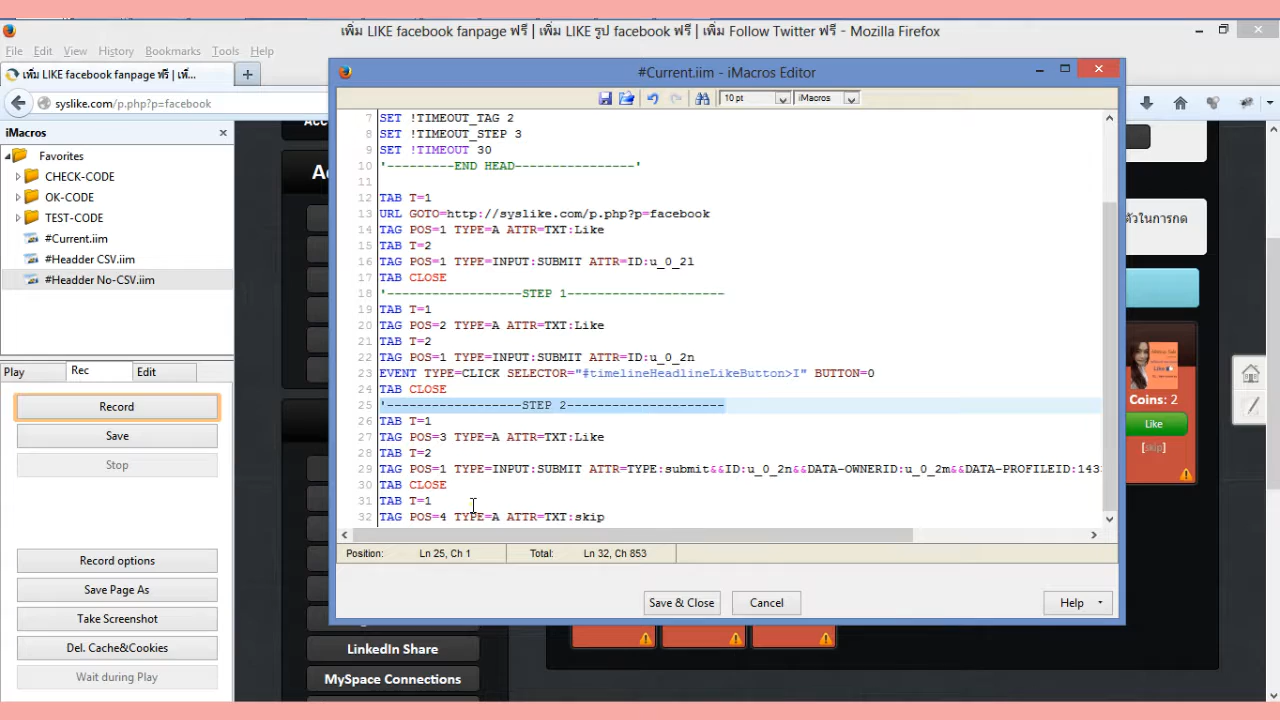 เพิ่ม LIKE facebook fanpage ฟรี | เพิ่ม LIKE รูป facebook ฟรี | เพิ่ม Follow Twitter ฟรี - Mozilla Firefox
File Edit View History Bookmarks Tools Help
เพิ่ม LIKE facebook fanpage ฟรี | เพิ่...
syslike.com/p.php?p=facebook
iMacros
Favorites
CHECK-CODE
OK-CODE
TEST-CODE
#Current.iim
#Headder CSV.iim
#Headder No-CSV.iim
Play Rec Edit
Record
Save
Stop
Record options
Save Page As
Take Screenshot
Del. Cache&Cookies
Wait during Play
#Current.iim - iMacros Editor
10 pt iMacros
7 SET !TIMEOUT_TAG 2
8 SET !TIMEOUT_STEP 3
9 SET !TIMEOUT 30
10 '---------END HEAD----------------'
11
12 TAB T=1
13 URL GOTO=http://syslike.com/p.php?p=facebook
14 TAG POS=1 TYPE=A ATTR=TXT:Like
15 TAB T=2
16 TAG POS=1 TYPE=INPUT:SUBMIT ATTR=ID:u_0_2l
17 TAB CLOSE
18 '------------------STEP 1---------------------
19 TAB T=1
20 TAG POS=2 TYPE=A ATTR=TXT:Like
21 TAB T=2
22 TAG POS=1 TYPE=INPUT:SUBMIT ATTR=ID:u_0_2n
23 EVENT TYPE=CLICK SELECTOR="#timelineHeadlineLikeButton>I" BUTTON=0
24 TAB CLOSE
25 '------------------STEP 2---------------------
26 TAB T=1
27 TAG POS=3 TYPE=A ATTR=TXT:Like
28 TAB T=2
29 TAG POS=1 TYPE=INPUT:SUBMIT ATTR=TYPE:submit&&ID:u_0_2n&&DATA-OWNERID:u_0_2m&&DATA-PROFILEID:143
30 TAB CLOSE
31 TAB T=1
32 TAG POS=4 TYPE=A ATTR=TXT:skip
Position: Ln 25, Ch 1 Total: Ln 32, Ch 853
Save & Close Cancel Help
ตัวในการกด
Coins: 2
Like
[skip]
LinkedIn Share
MySpace Connections